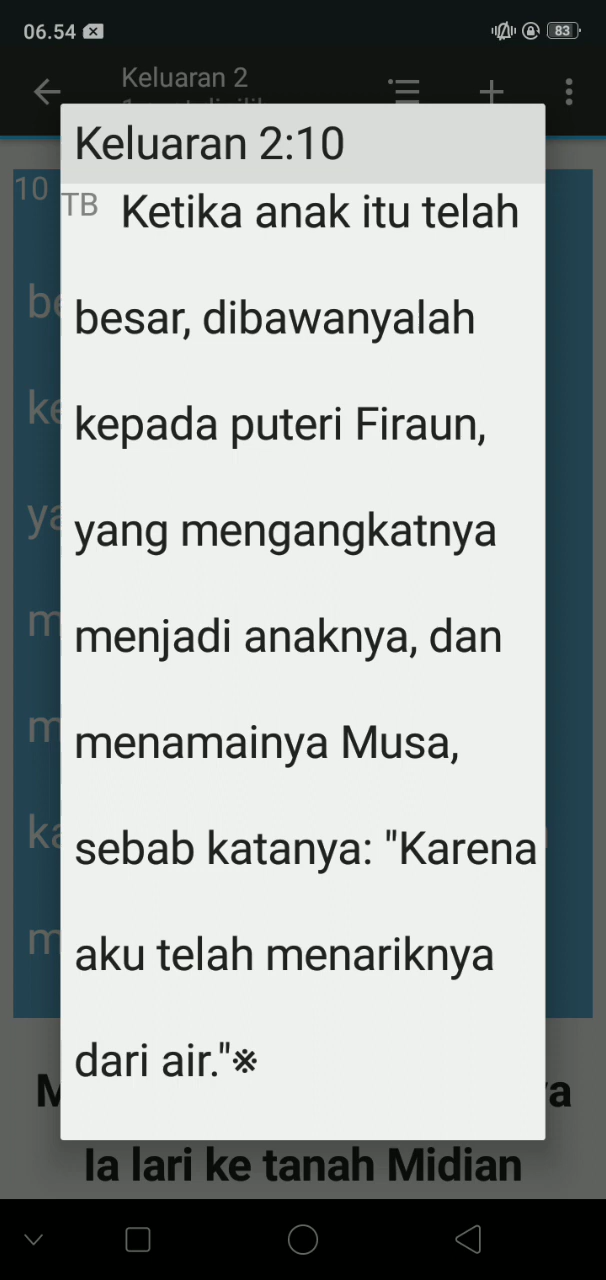 06.54
83
Keluaran 2
Keluaran 2:10
10
TB Ketika anak itu telah
besar, dibawanyalah
kepada puteri Firaun,
yang mengangkatnya
menjadi anaknya, dan
menamainya Musa,
sebab katanya: "Karena
aku telah menariknya
dari air."※
Ia lari ke tanah Midian